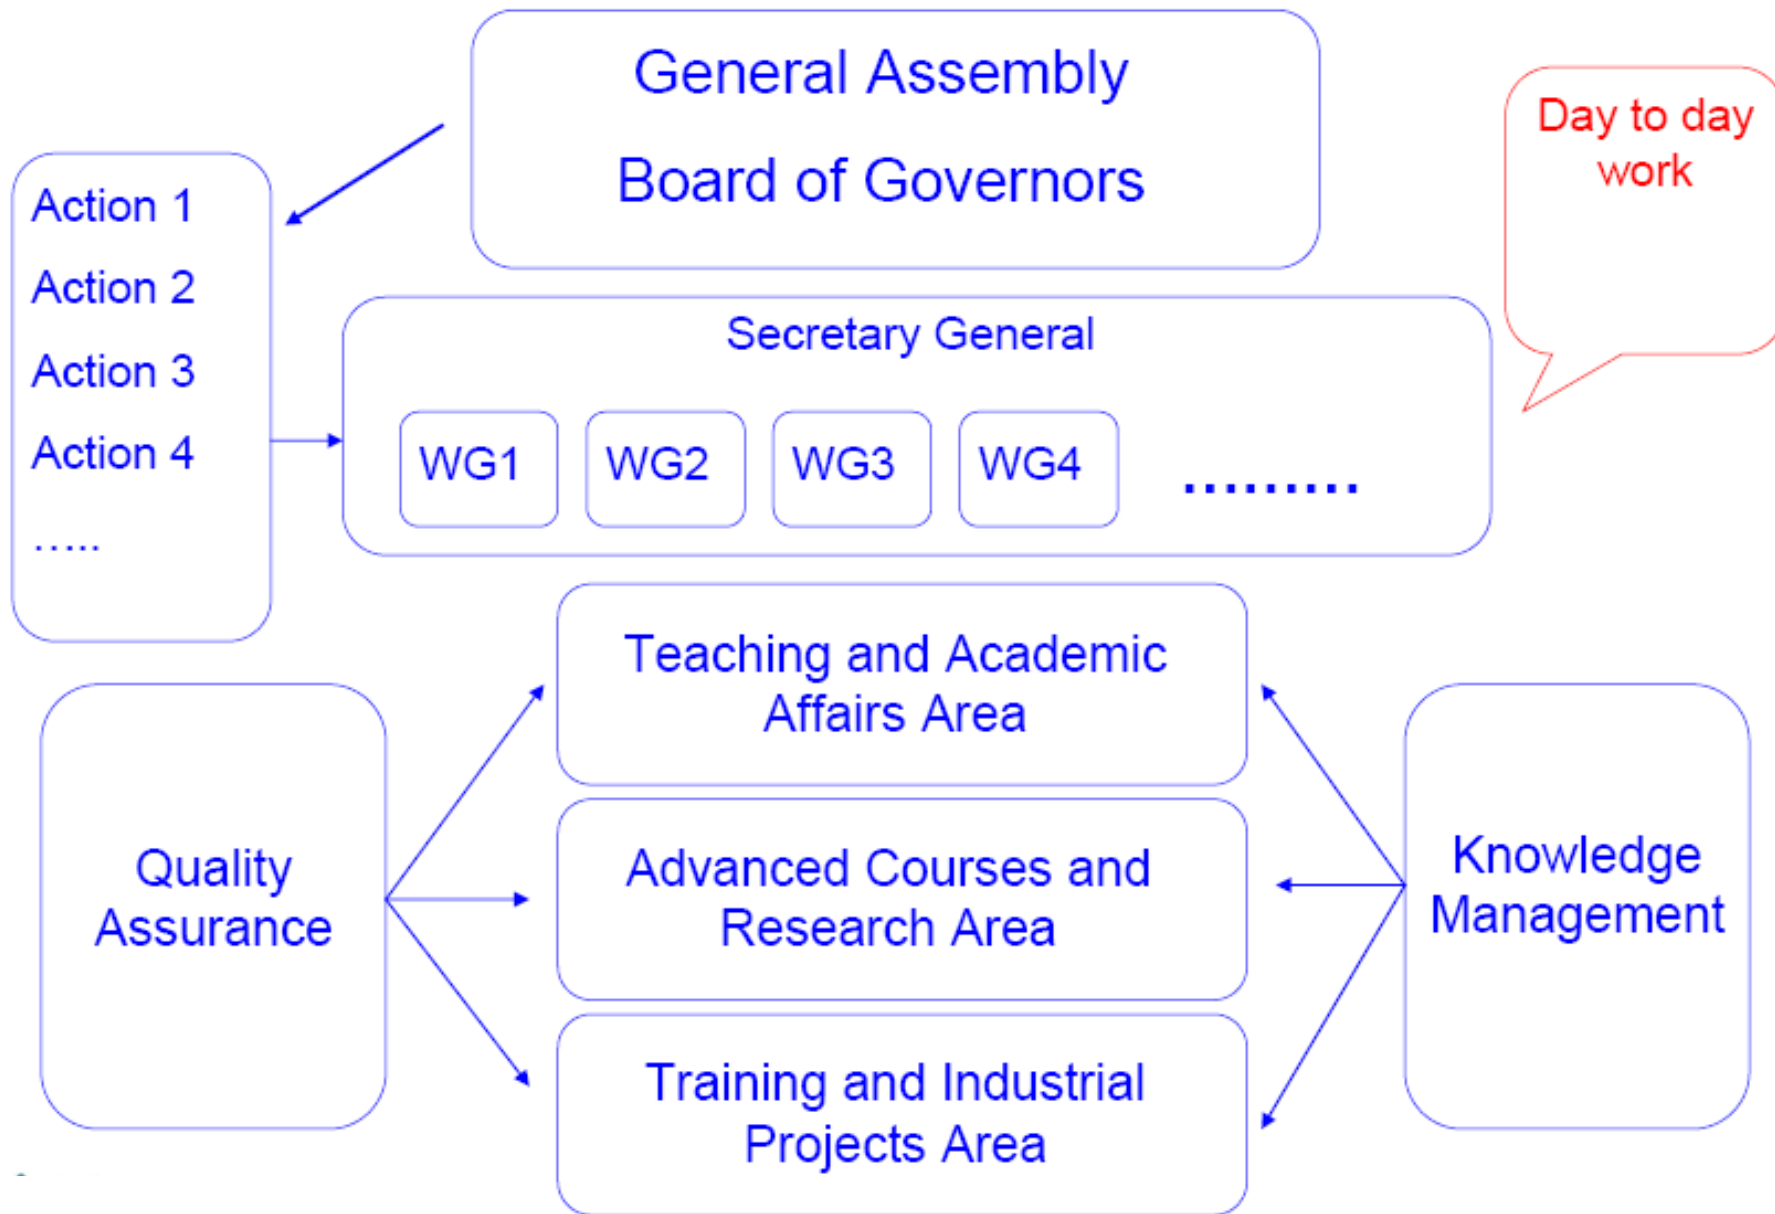 General Assembly
Board of Governors
Day to day
work
Action 1
Action 2
Action 3
Action 4
.....
Secretary General
WG1
WG2
WG3
WG4
.........
Teaching and Academic
Affairs Area
Quality
Assurance
Advanced Courses and
Research Area
Knowledge
Management
Training and Industrial
Projects Area